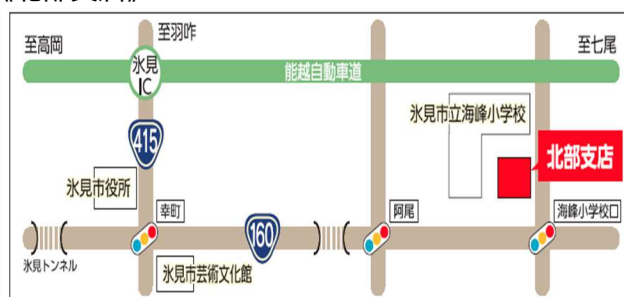 至羽咋
至高岡
至七尾
氷見
IC
能越自動車道
415
氷見市立海峰小学校
北部支店
氷見市役所
幸町
160
阿尾
海峰小学校口
氷見トンネル
氷見市芸術文化館